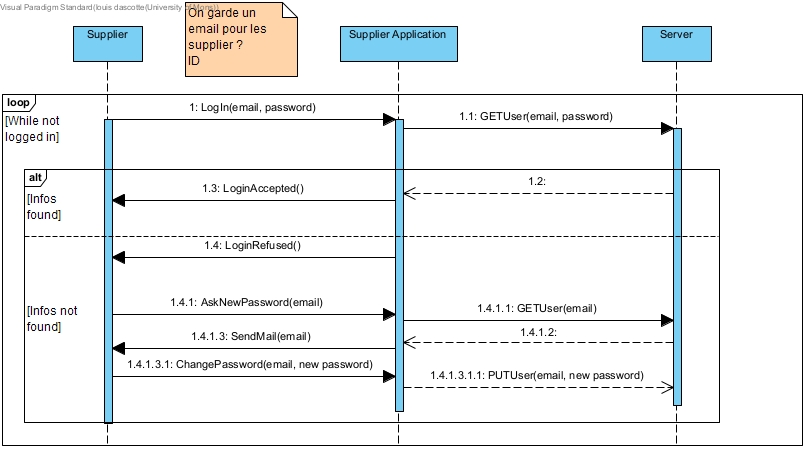 Visual Paradigm Standard(louis dascotte(University of Mons))
On garde un
email pour les
supplier ?
ID
Supplier
Supplier Application
Server
loop
[While not
logged in]
1: LogIn(email, password)
1.1: GETUser(email, password)
alt
[Infos
found]
1.2:
1.3: LoginAccepted()
1.4: LoginRefused()
[Infos not
found]
1.4.1: AskNewPassword(email)
1.4.1.1: GETUser(email)
1.4.1.2:
1.4.1.3: SendMail(email)
1.4.1.3.1: ChangePassword(email, new password)
1.4.1.3.1.1: PUTUser(email, new password)